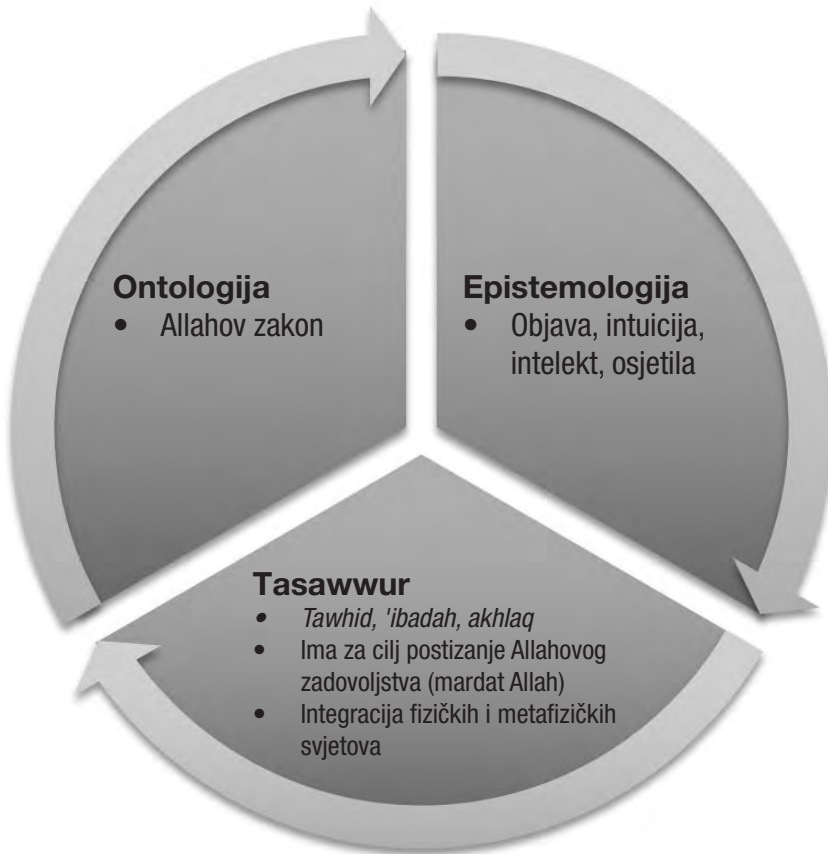 Ontologija
• Allahov zakon
Epistemologija
• Objava, intuicija,
intelekt, osjetila
Tasawwur
• Tawhid, 'ibadah, akhlaq
• Ima za cilj postizanje Allahovog
zadovoljstva (mardat Allah)
• Integracija fizičkih i metafizičkih
svjetova